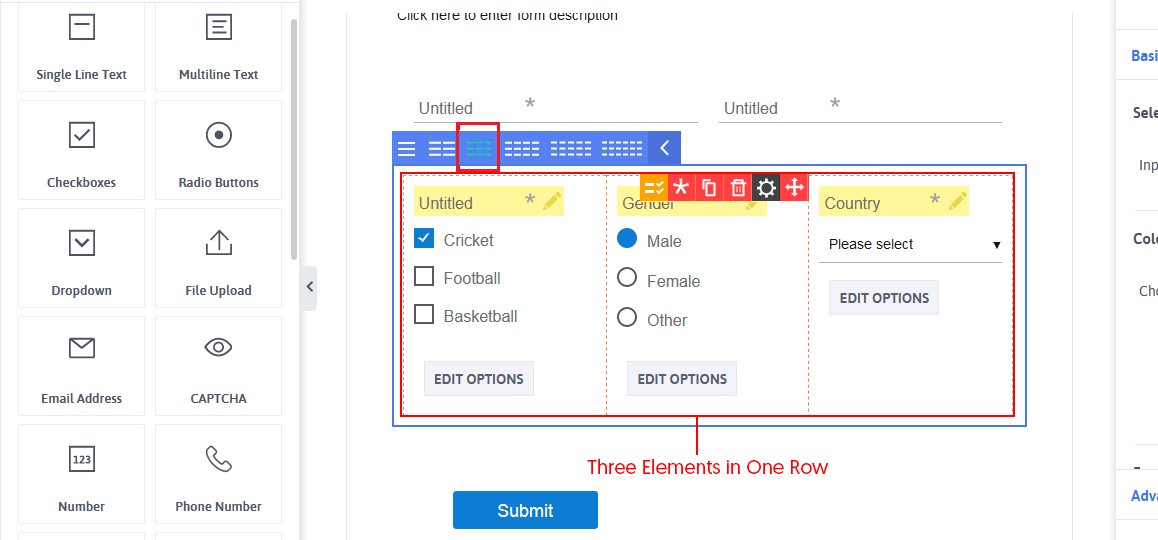 Click here to enter form description
Single Line Text
Multiline Text
Checkboxes
Radio Buttons
Dropdown
File Upload
Email Address
CAPTCHA
123
Number
Phone Number
Untitled *
Untitled *
Untitled *
Cricket
Football
Basketball
EDIT OPTIONS
Gender
Male
Female
Other
EDIT OPTIONS
Country *
Please select
EDIT OPTIONS
Three Elements in One Row
Submit
Basi
Sele
Inp
Colo
Cho
Adva